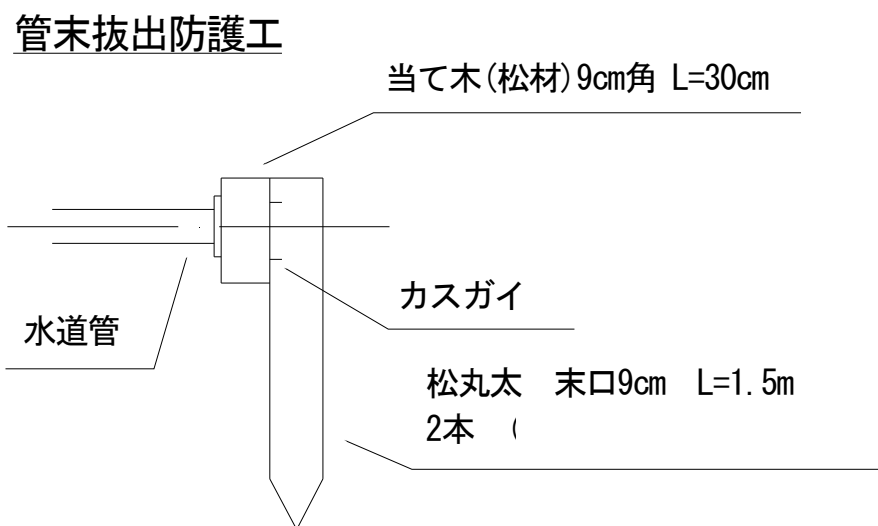 管末抜出防護工
当て木(松材)9cm角 L=30cm
カスガイ
水道管
松丸太 末口9cm L=1.5m
2本 (